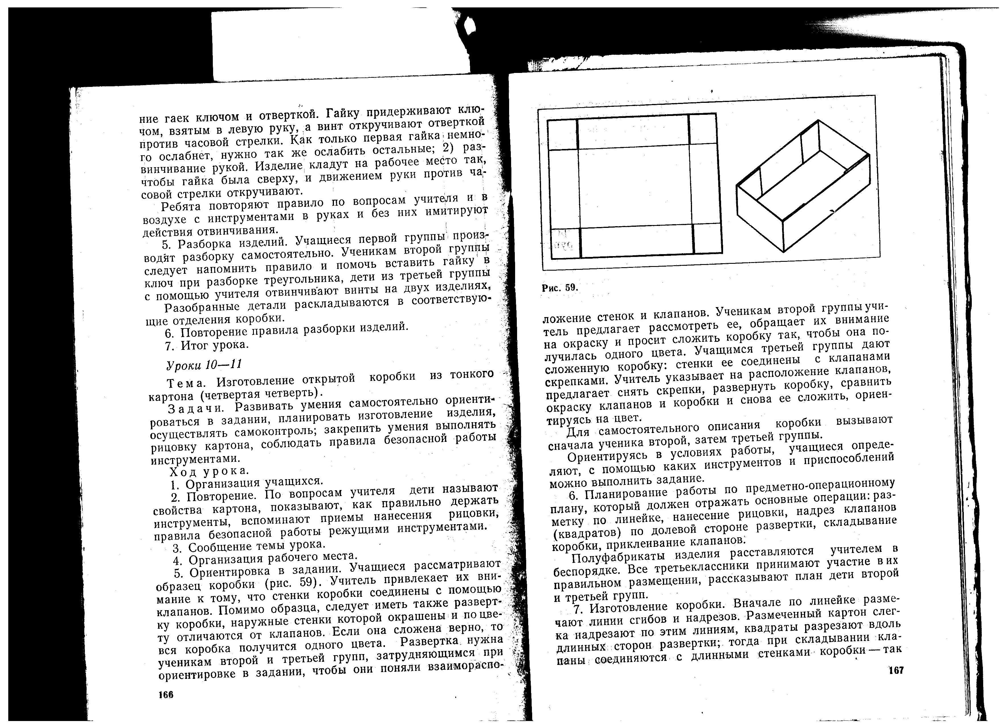 ние гаек ключом и отверткой. Гайку придерживают клю-
чом, взятым в левую руку, а винт откручивают отверткой
против часовой стрелки. Как только первая гайка немно-
го ослабнет, нужно так же ослабить остальные; 2) раз-
винчивание рукой. Изделие кладут на рабочее место так,
чтобы гайка была сверху, и движением руки против ча-
совой стрелки откручивают.
Ребята повторяют правило по вопросам учителя и в
воздухе с инструментами в руках и без них имитируют
действия отвинчивания.
5. Разборка изделий. Учащиеся первой группы произ-
водят разборку самостоятельно. Ученикам второй группы
следует напомнить правило и помочь вставить гайку в
ключ при разборке треугольника, дети из третьей группы
с помощью учителя отвинчивают винты на двух изделиях.
Разобранные детали раскладываются в соответствую-
щие отделения коробки.
6. Повторение правила разборки изделий.
7. Итог урока.
Уроки 10—11
Тема. Изготовление открытой коробки из тонкого
картона (четвертая четверть).
Задачи. Развивать умения самостоятельно ориенти-
роваться в задании, планировать изготовление изделия,
осуществлять самоконтроль; закрепить умения выполнять
рицовку картона, соблюдать правила безопасной работы
инструментами.
Ход урока.
1. Организация учащихся.
2. Повторение. По вопросам учителя дети называют
свойства картона, показывают, как правильно держать
инструменты, вспоминают приемы нанесения рицовки,
правила безопасной работы режущими инструментами.
3. Сообщение темы урока.
4. Организация рабочего места.
5. Ориентировка в задании. Учащиеся рассматривают
образец коробки (рис. 59). Учитель привлекает их вни-
мание к тому, что стенки коробки соединены с помощью
клапанов. Помимо образца, следует иметь также разверт-
ку коробки, наружные стенки которой окрашены и по цве-
ту отличаются от клапанов. Если она сложена верно, то
вся коробка получится одного цвета. Развертка нужна
ученикам второй и третьей групп, затрудняющимся при
ориентировке в задании, чтобы они поняли взаиморاспо-
166
Рис. 59.
ложение стенок и клапанов. Ученикам второй группы учи-
тель предлагает рассмотреть ее, обращает их внимание
на окраску и просит сложить коробку так, чтобы она по-
лучилась одного цвета. Учащимся третьей группы дают
сложенную коробку: стенки ее соединены с клапанами
скрепками. Учитель указывает на расположение клапанов,
предлагает снять скрепки, развернуть коробку, сравнить
окраску клапанов и коробки и снова ее сложить, ориен-
тируясь на цвет.
Для самостоятельного описания коробки вызывают
сначала ученика второй, затем третьей группы.
Ориентируясь в условиях работы, учащиеся опреде-
ляют, с помощью каких инструментов и приспособлений
можно выполнить задание.
6. Планирование работы по предметно-операционному
плану, который должен отражать основные операции: раз-
метку по линейке, нанесение рицовки, надрез клапанов
(квадратов) по долевой стороне развертки, складывание
коробки, приклеивание клапанов.
Полуфабрикаты изделия расставляются учителем в
беспорядке. Все третьеклассники принимают участие в их
правильном размещении, рассказывают план дети второй
и третьей групп.
7. Изготовление коробки. Вначале по линейке разме-
чают линии сгибов и надрезов. Размеченный картон слег-
ка надрезают по этим линиям, квадраты разрезают вдоль
длинных сторон развертки; тогда при складывании кла-
паны соединяются с длинными стенками коробки — так
167